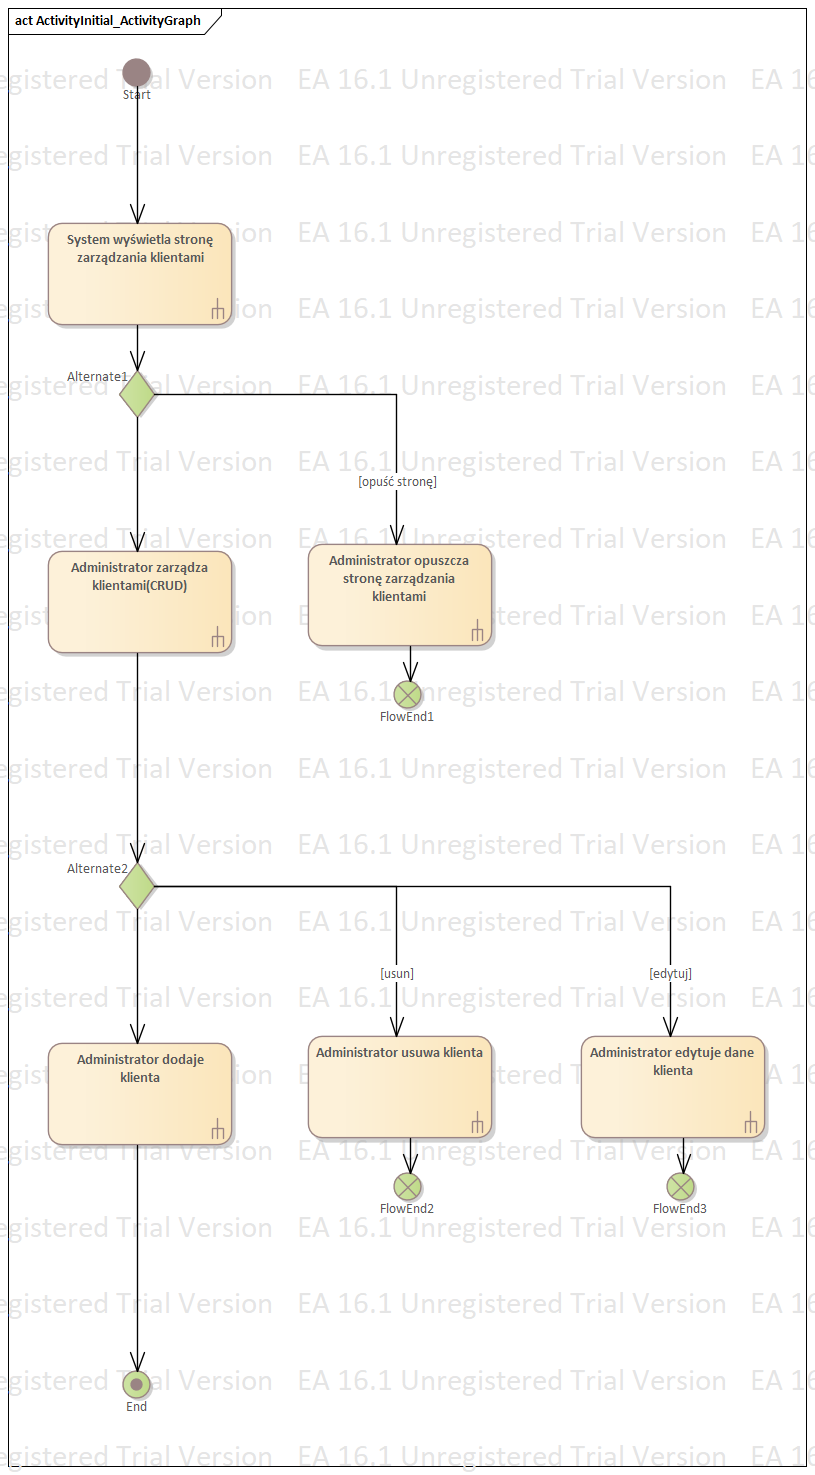 act ActivityInitial_ActivityGraph
Start
System wyświetla stronę
zarządzania klientami
Alternate1
[opuść stronę]
Administrator zarządza
klientami(CRUD)
Administrator opuszcza
stronę zarządzania
klientami
FlowEnd1
Alternate2
[usun]
[edytuj]
Administrator dodaje
klienta
Administrator usuwa klienta
Administrator edytuje dane
klienta
FlowEnd2
FlowEnd3
End
EA 16.1 Unregistered Trial Version